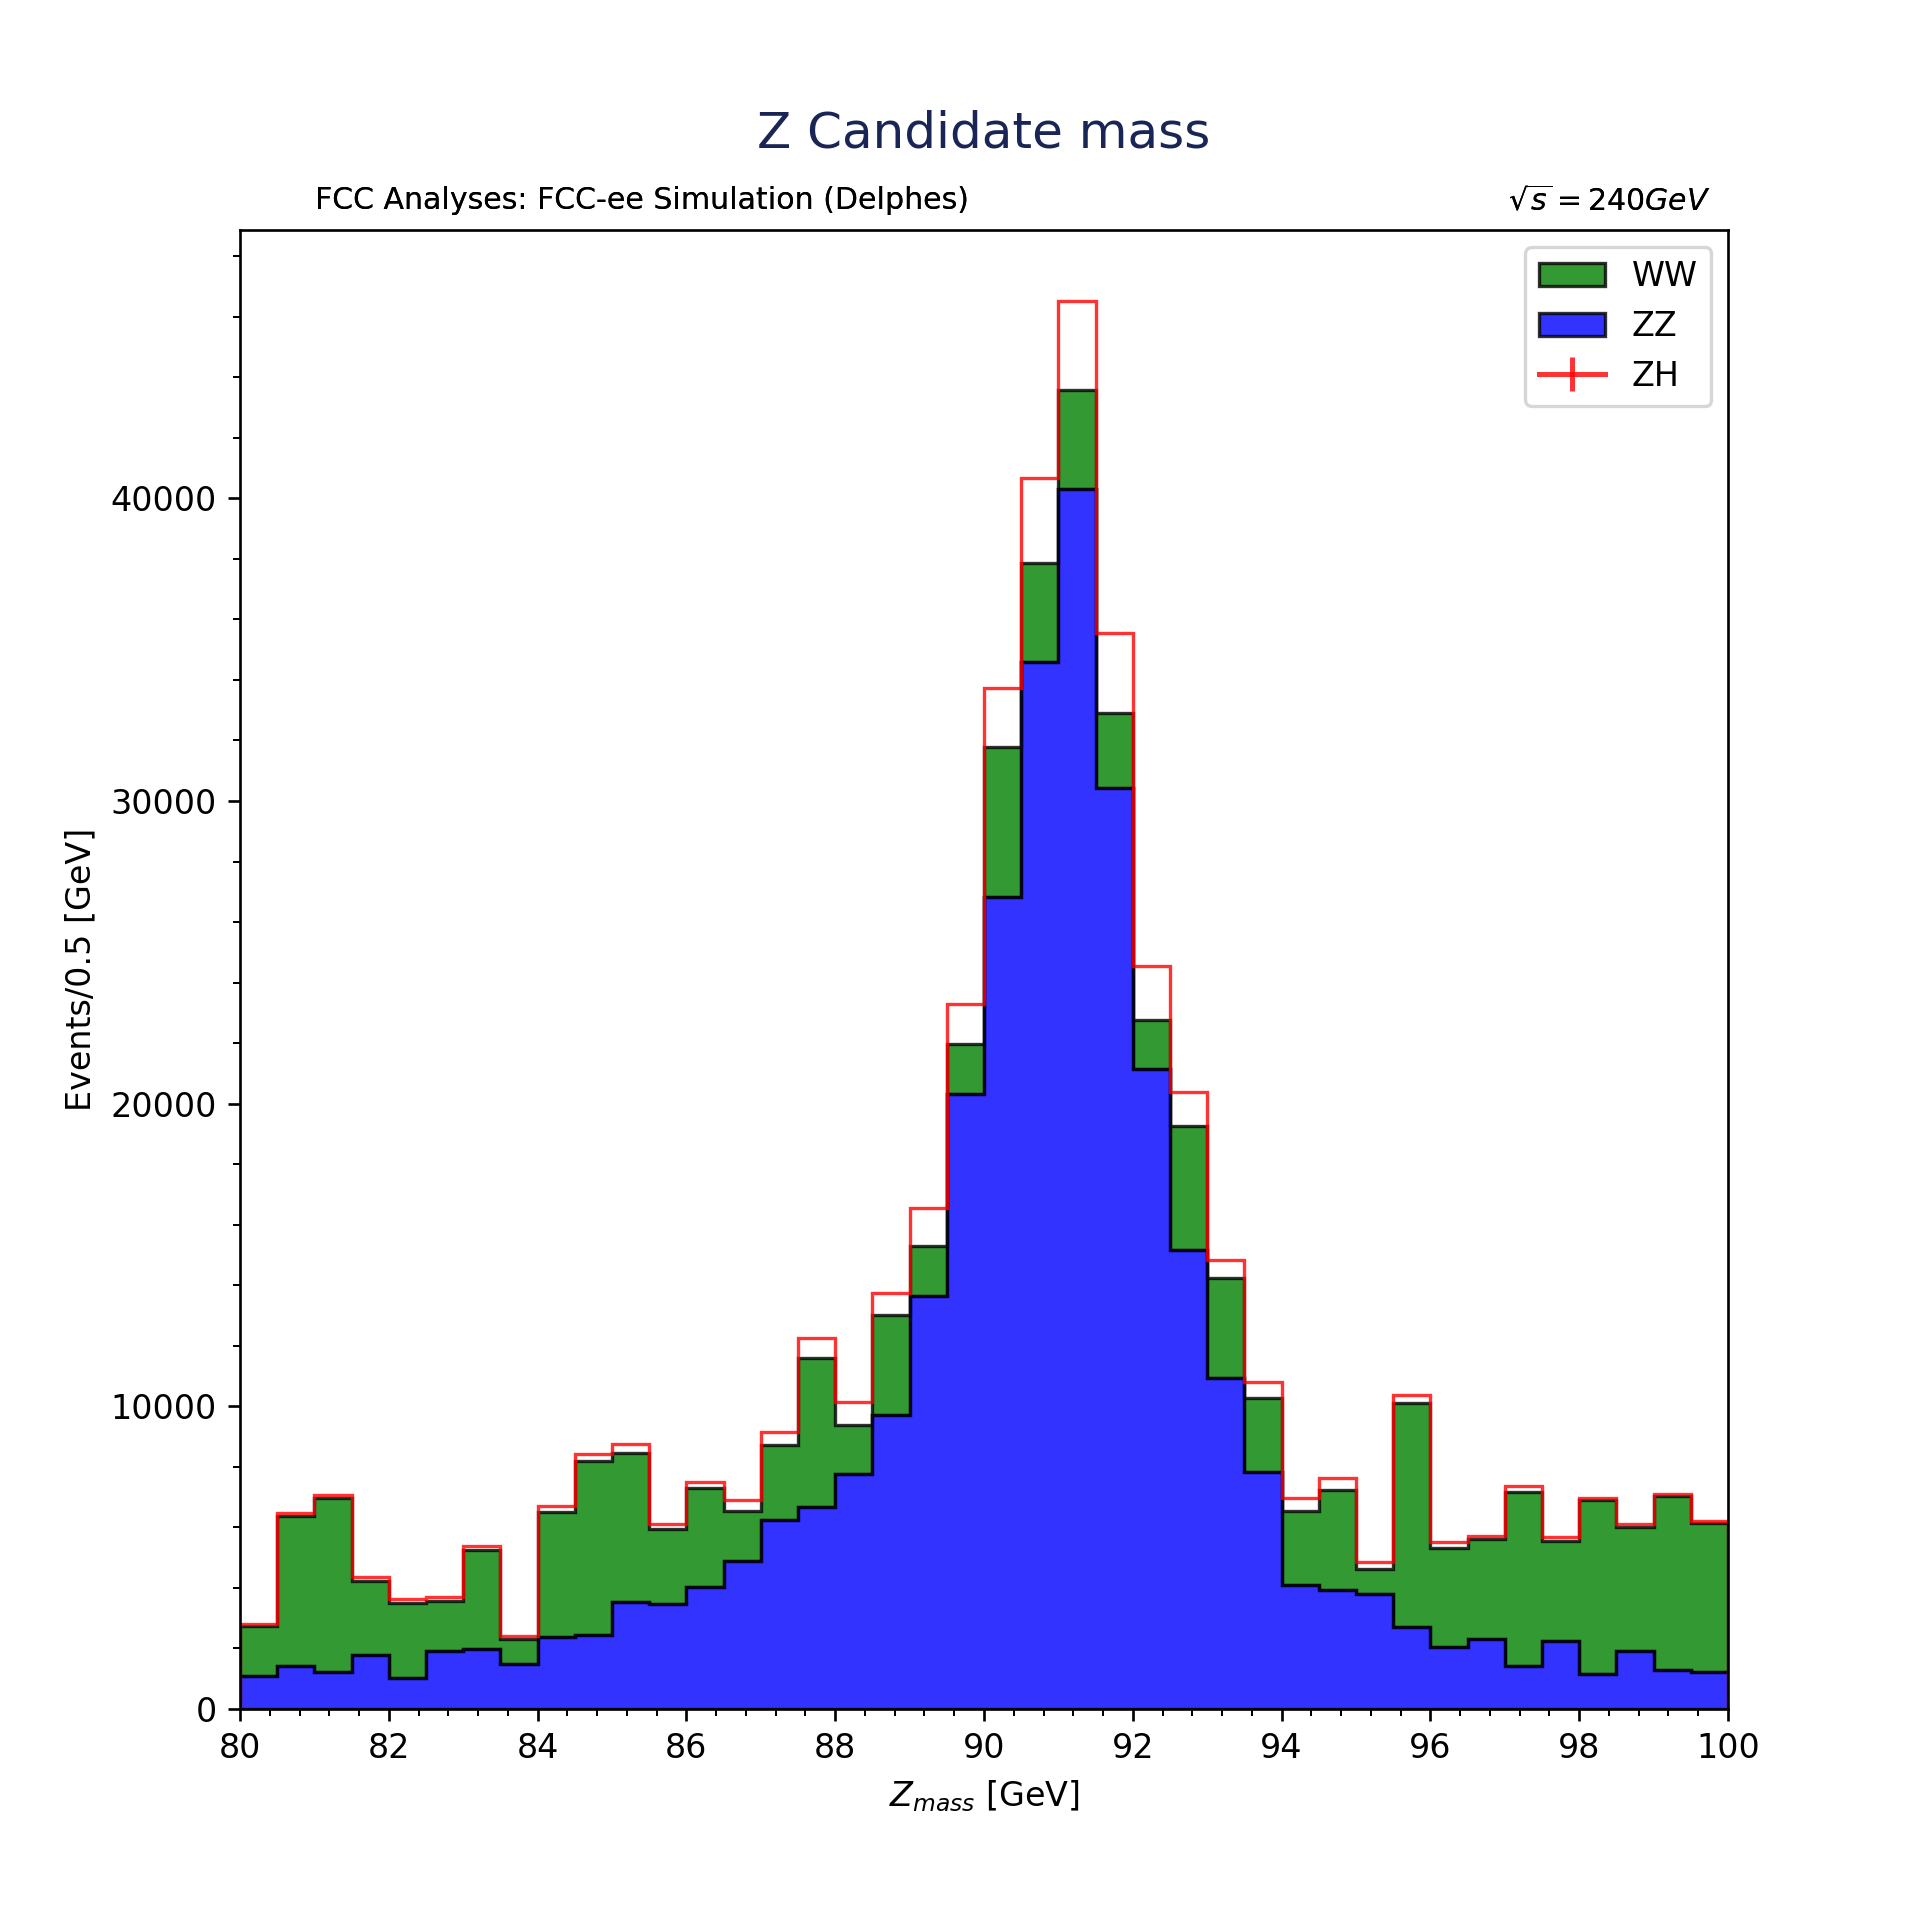 Z Candidate mass
FCC Analyses: FCC-ee Simulation (Delphes)
√s = 240GeV
WW
ZZ
ZH
40000
30000
20000
10000
0
Events/0.5 [GeV]
80 82 84 86 88 90 92 94 96 98 100
Z_mass [GeV]